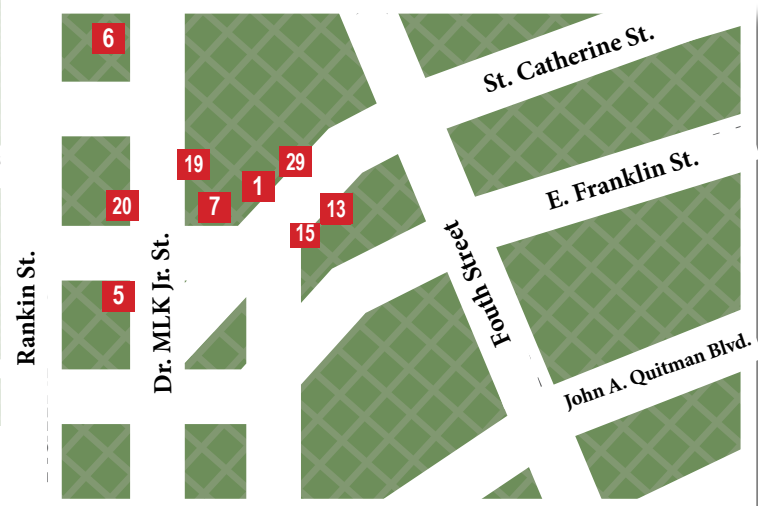 6
St. Catherine St.
19
29
1
E. Franklin St.
20
7
13
15
Fouth Street
Rankin St.
Dr. MLK Jr. St.
5
John A. Quitman Blvd.